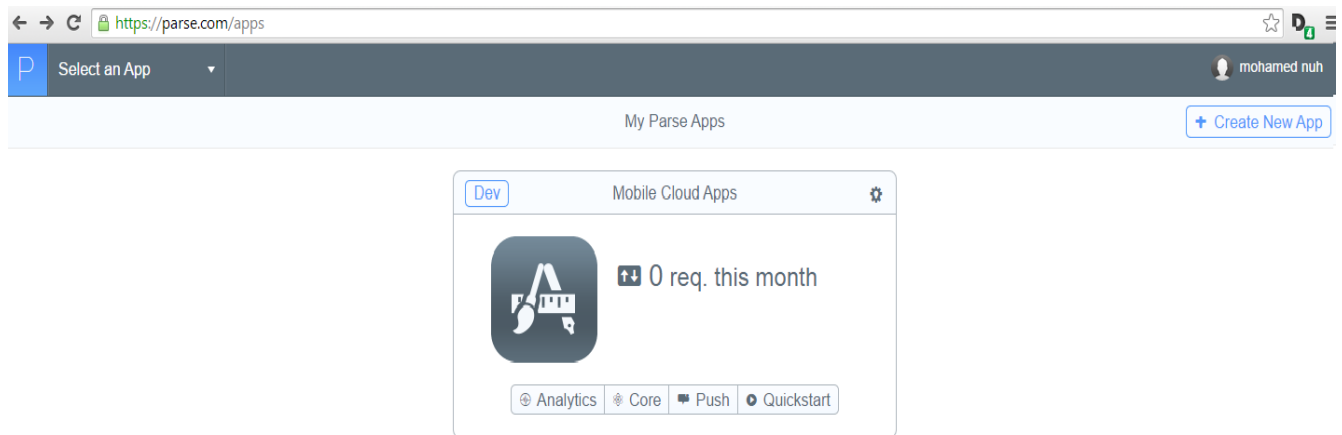 https://parse.com/apps
D 4
P Select an App mohamed nuh
My Parse Apps + Create New App
Dev Mobile Cloud Apps
0 req. this month
Analytics Core Push Quickstart